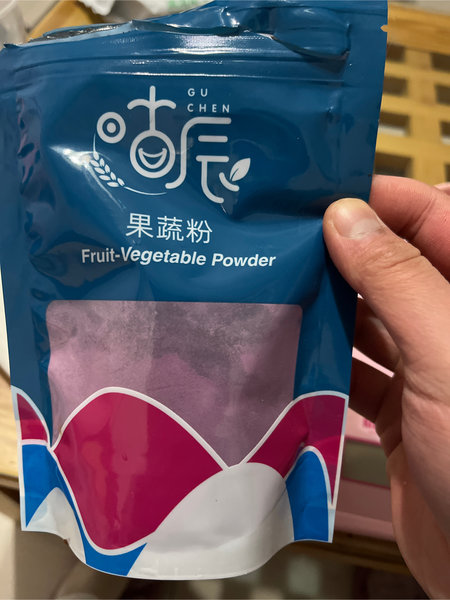 GU
CHEN
咕辰
果蔬粉
Fruit-Vegetable Powder